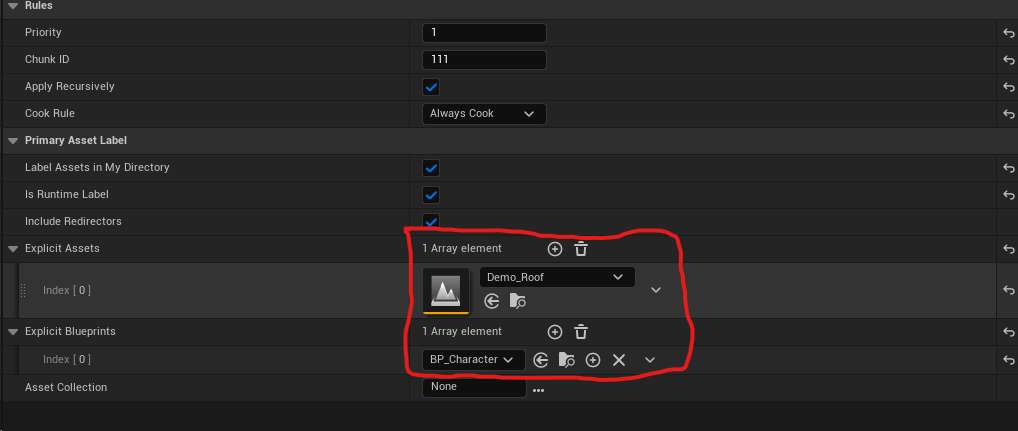 Rules
Priority 1
Chunk ID 111
Apply Recursively
Cook Rule Always Cook
Primary Asset Label
Label Assets in My Directory
Is Runtime Label
Include Redirectors
Explicit Assets 1 Array element
Demo_Roof
Index [ 0 ]
Explicit Blueprints 1 Array element
Index [ 0 ] BP_Character
Asset Collection None